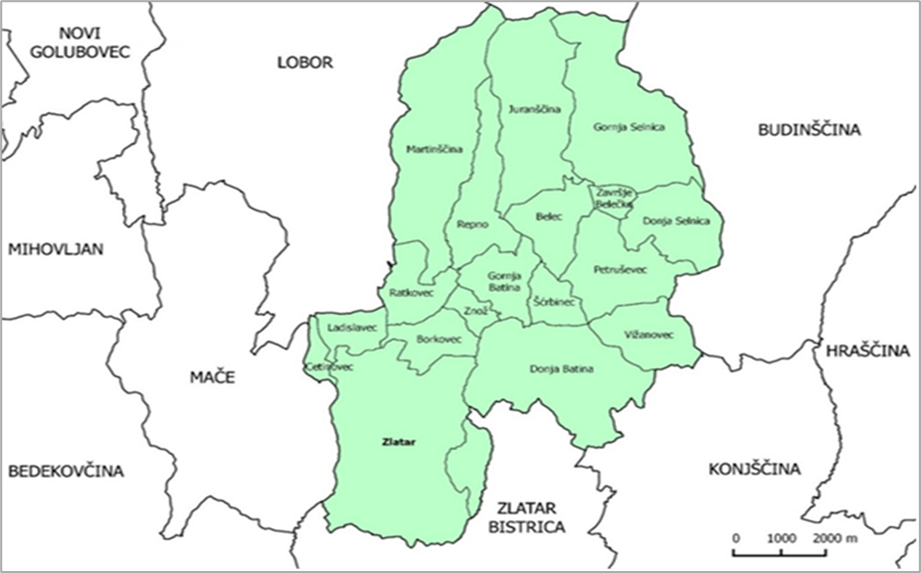 NOVI
GOLUBOVEC
LOBOR
BUDINŠČINA
Juranščina
Gornja Selnica
Martinščina
Završje
Belečko
Belec
Repno
Donja Selnica
MIHOVLJAN
Petruševec
Gornja
Batina
Ratkovec
Šćrbinec
Znož
Ladislavec
Borkovec
Vižanovec
HRAŠČINA
Cetinovec
Donja Batina
MAČE
Zlatar
BEDEKOVČINA
KONJŠČINA
ZLATAR
BISTRICA
0 1000 2000 m